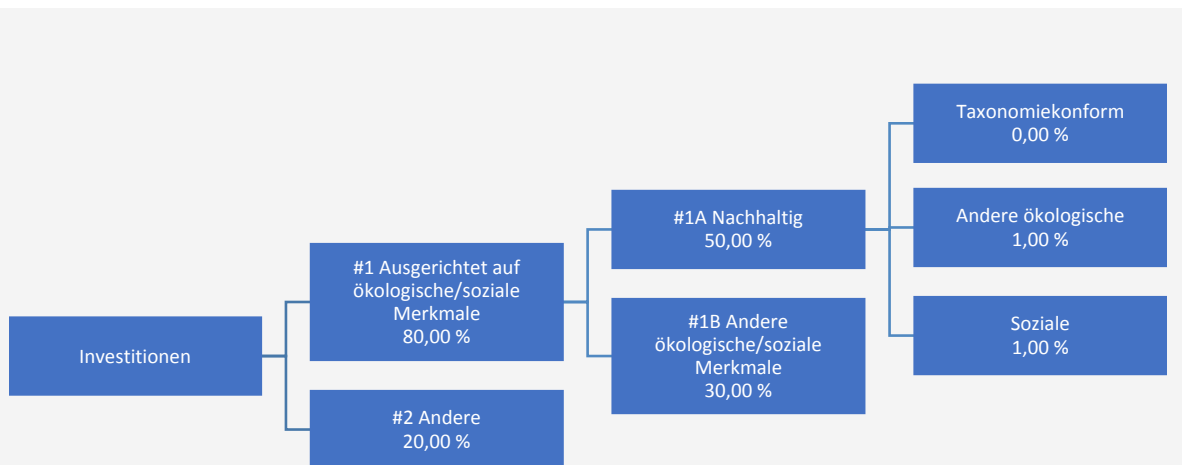 Investitionen
#1 Ausgerichtet auf
ökologische/soziale
Merkmale
80,00 %
#2 Andere
20,00 %
#1A Nachhaltig
50,00 %
#1B Andere
ökologische/soziale
Merkmale
30,00 %
Taxonomiekonform
0,00 %
Andere ökologische
1,00 %
Soziale
1,00 %